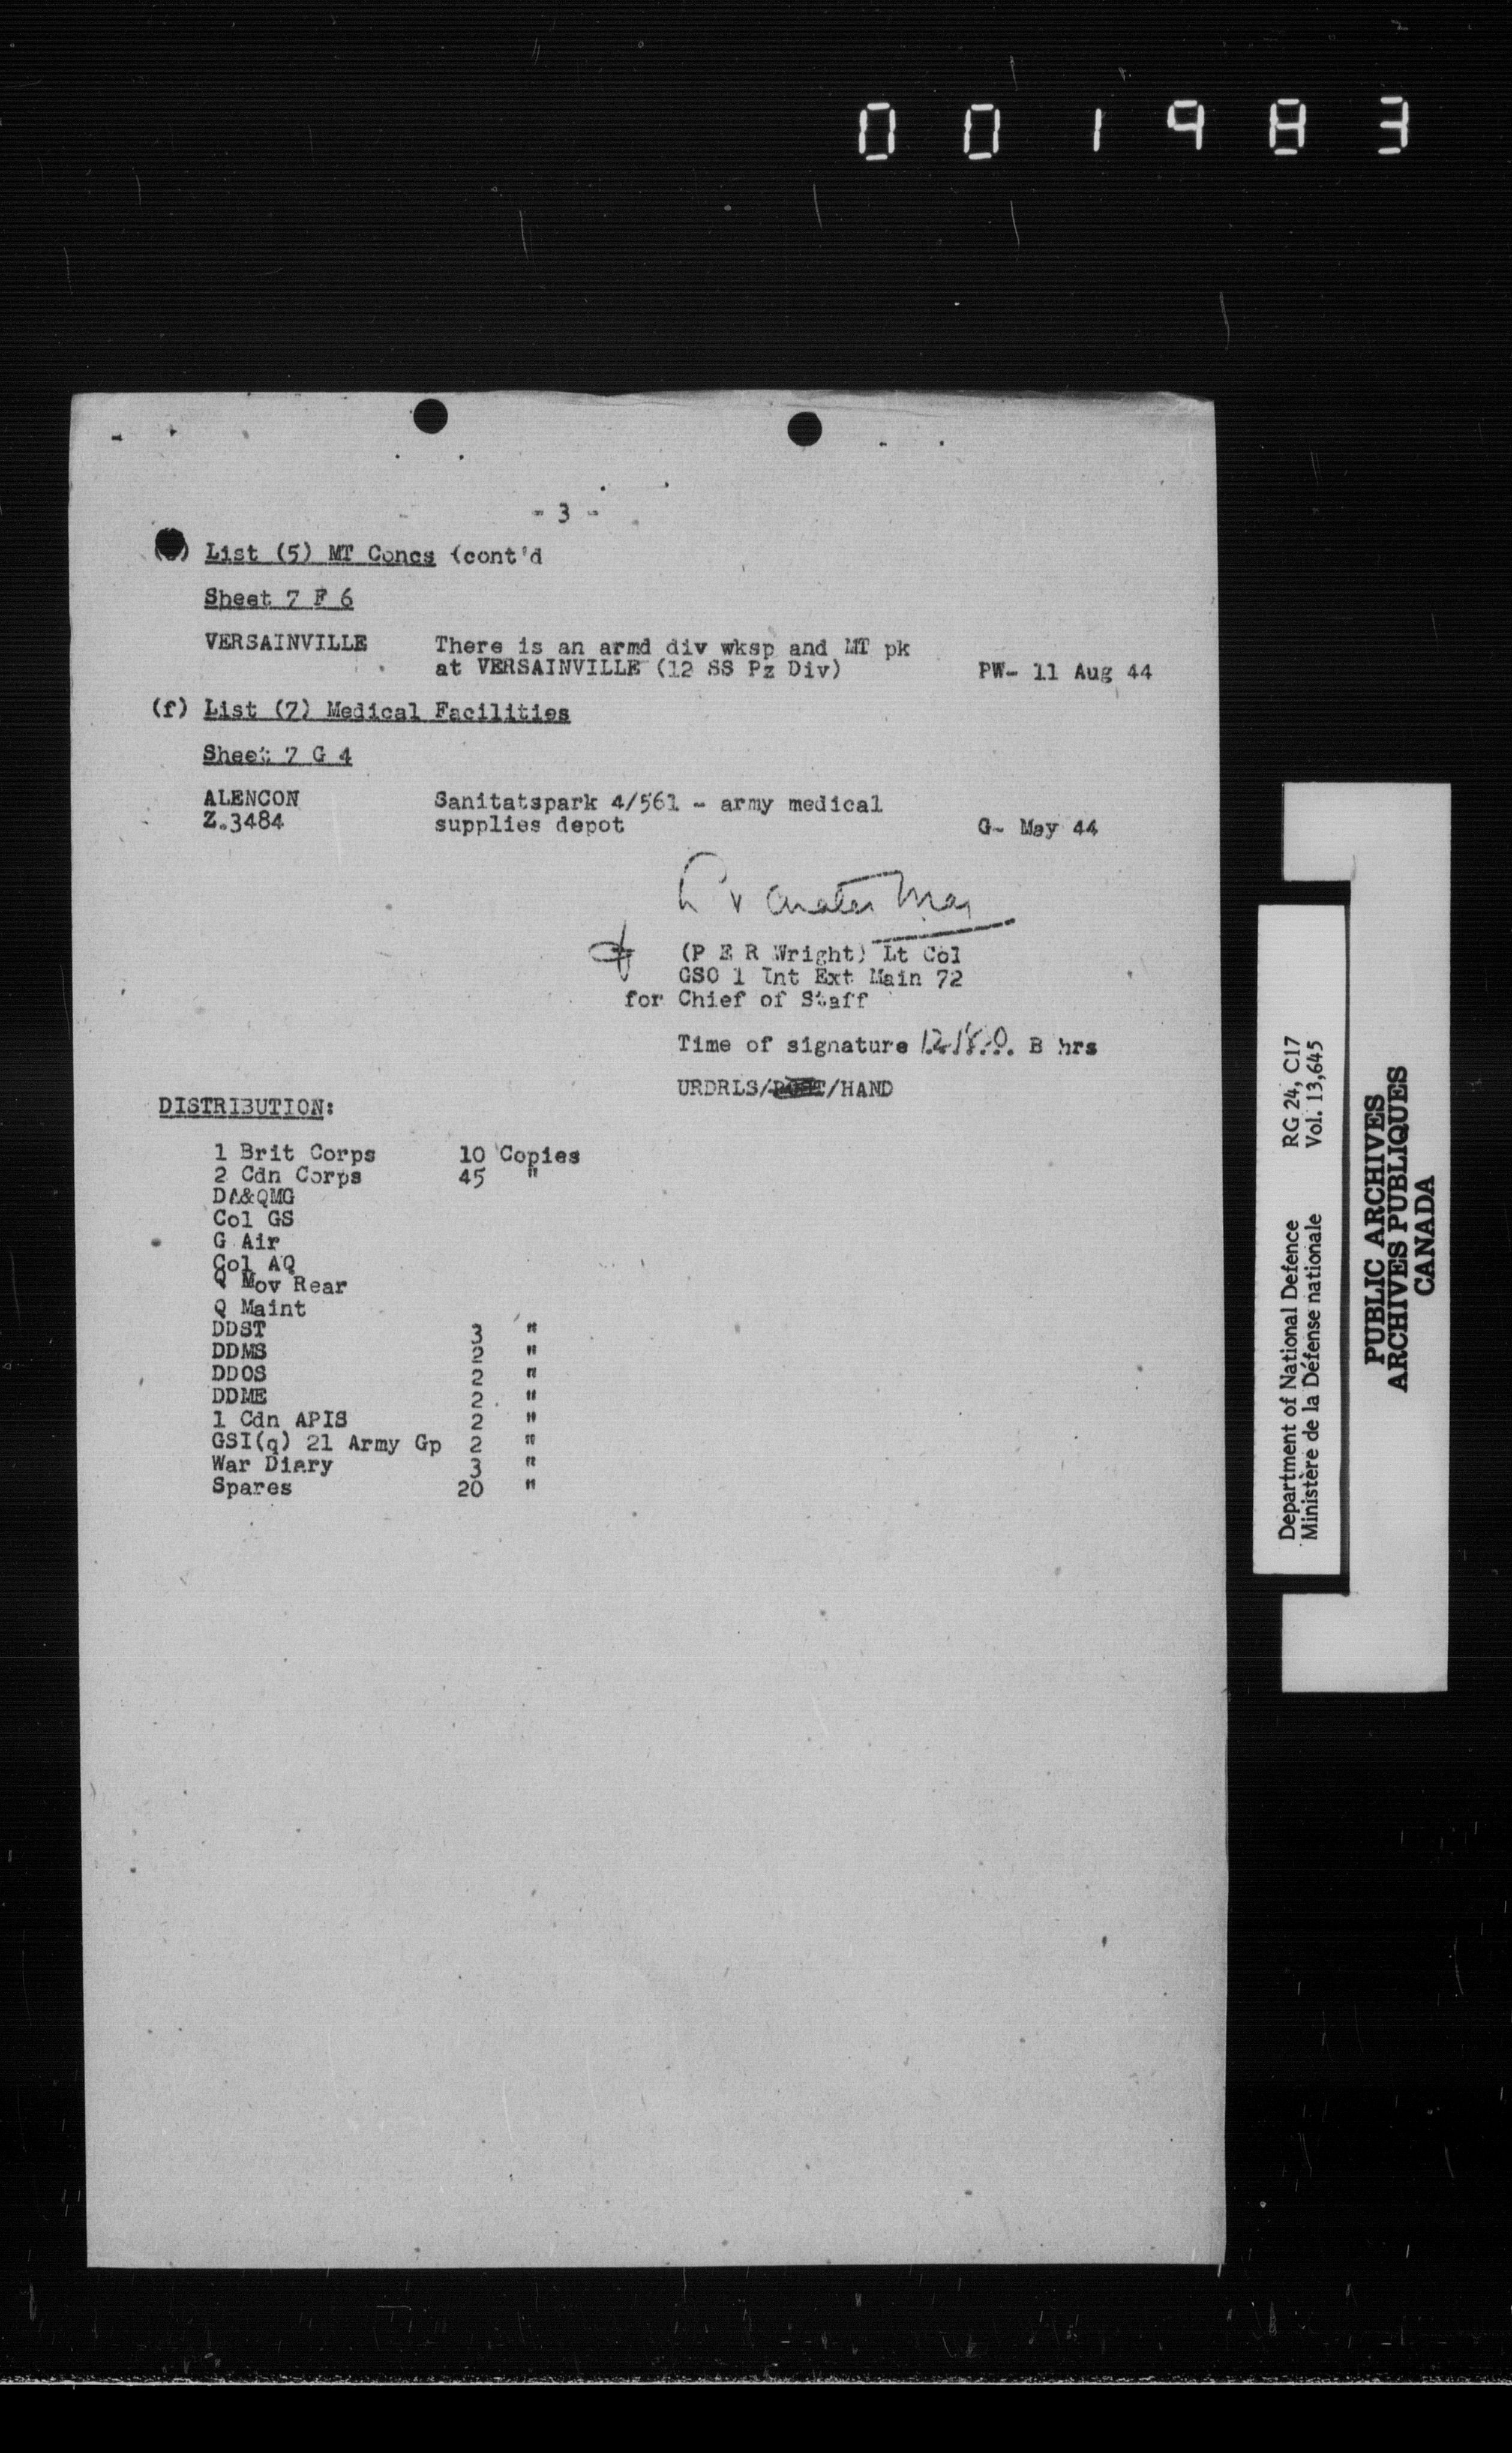 001983
- 3 -
List (5) MT Concs (cont'd
Sheet 7 F 6
VERSAINVILLE There is an armd div wksp and MT pk
at VERSAINVILLE (12 SS Pz Div) PW- 11 Aug 44
(f) List (7) Medical Facilities
Sheet 7 G 4
ALENCON Sanitatspark 4/561 - army medical
Z.3484 supplies depot G- May 44
(P E R Wright) Lt Col
GSO 1 Int Ext Main 72
for Chief of Staff
Time of signature B hrs
URDRLS/POST/HAND
DISTRIBUTION:
1 Brit Corps 10 Copies
2 Cdn Corps 45 "
DA&QMG
Col GS
G Air
Col AQ
Q Mov Rear
Q Maint
DDST 3 "
DDMS "
DDOS 2 "
DDME 2 "
1 Cdn APIS 2 "
GSI(q) 21 Army Gp 2 "
War Diary 3 "
Spares 20 "
Department of National Defence RG 24, C17
Ministère de la Défense nationale Vol. 13,645
PUBLIC ARCHIVES
ARCHIVES PUBLIQUES
CANADA